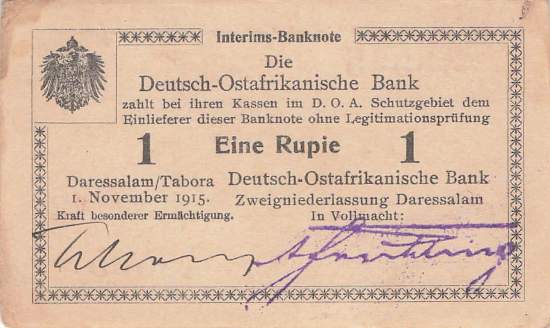 Interims-Banknote
Die
Deutsch-Ostafrikanische Bank
zahlt bei ihren Kassen im D. O. A. Schutzgebiet dem
Einlieferer dieser Banknote ohne Legitimationsprüfung
1 Eine Rupie 1
Daressalam/Tabora
1. November 1915.
Kraft besonderer Ermächtigung.
Deutsch-Ostafrikanische Bank
Zweigniederlassung Daressalam
In Vollmacht: